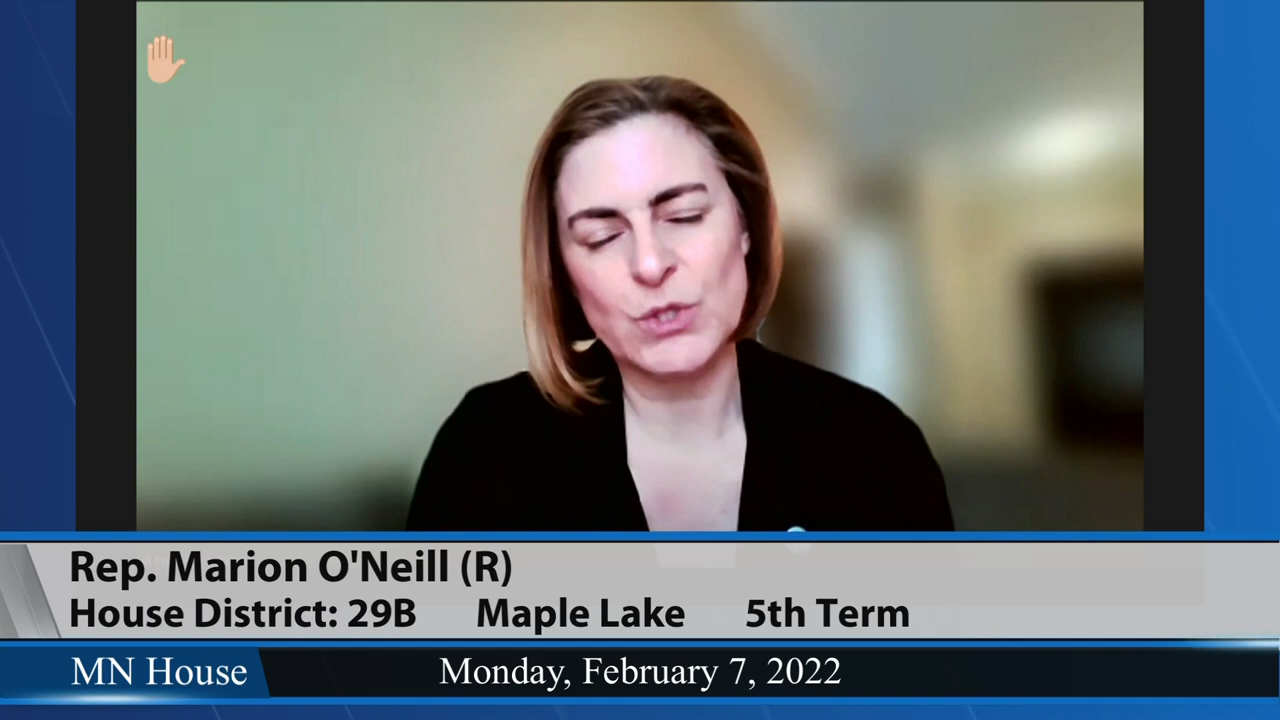 Rep. Marion O'Neill (R)
House District: 29B Maple Lake 5th Term
MN House Monday, February 7, 2022